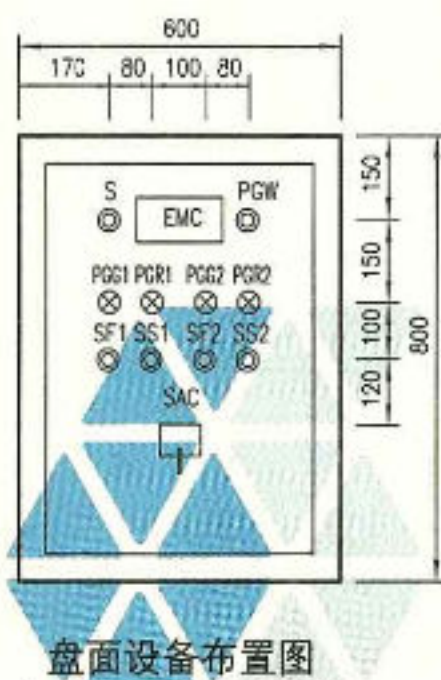 600
170 80 100 80
S PGW
EMC
PGG1 PGR1 PGG2 PGR2
SF1 SS1 SF2 SS2
SAC
150
150
100
120
800
盘面设备布置图